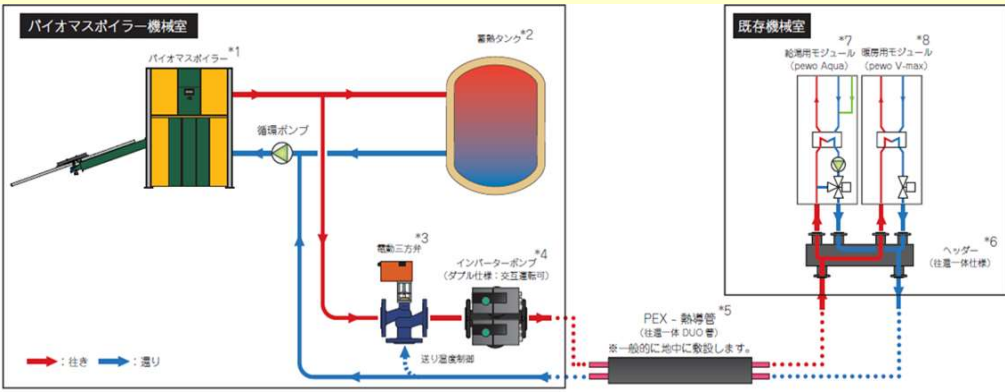 バイオマスボイラー機械室
バイオマスボイラー *1
蓄熱タンク *2
循環ポンプ
電動三方弁 *3
インバーターポンプ *4
(ダブル仕様:交互運転可)
送り温度制御
:往き
:還り
PEX - 熱導管 *5
(往還一体 DUO 管)
※一般的に地中に敷設します。
既存機械室
給湯用モジュール *7
(pewo Aqua)
暖房用モジュール *8
(pewo V-max)
ヘッダー *6
(往還一体仕様)